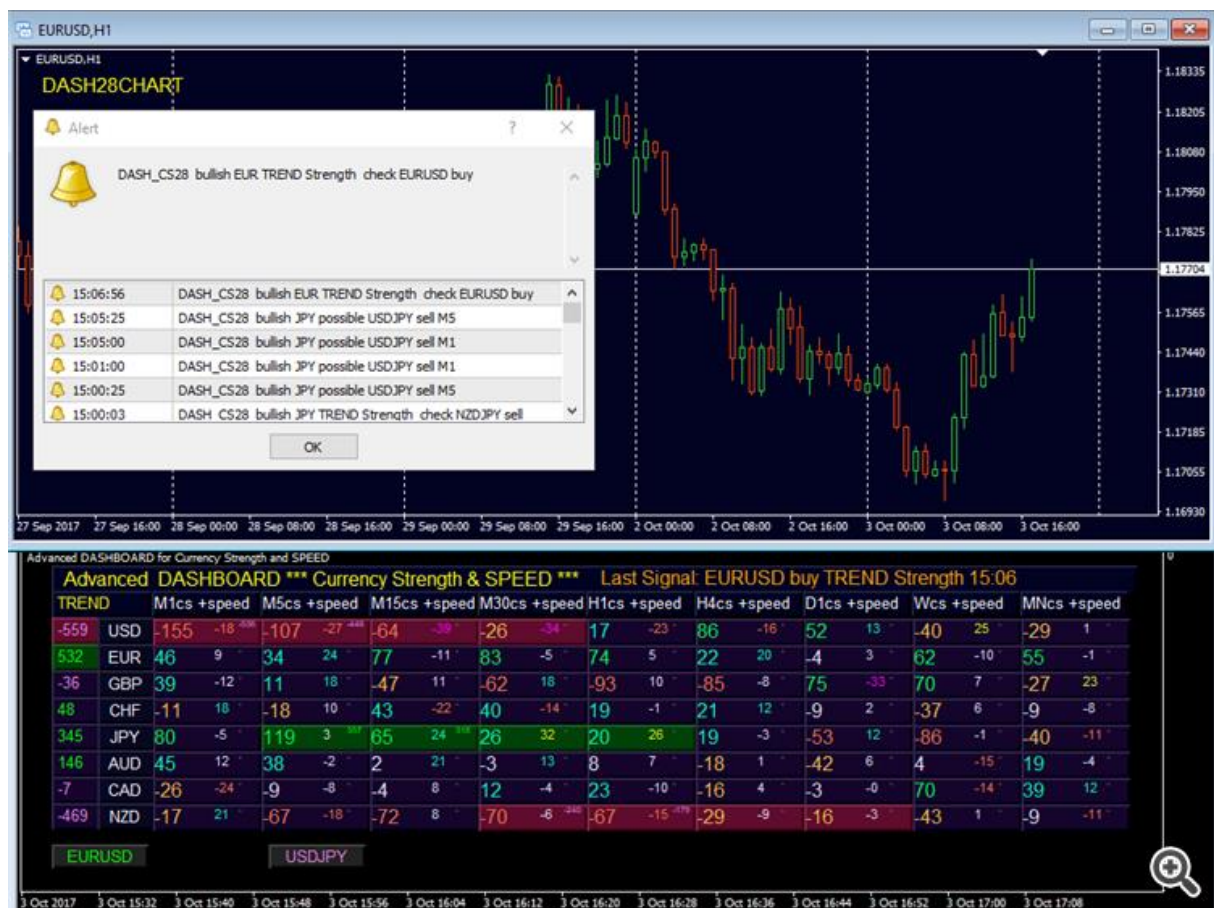 EURUSD,H1
EURUSD,H1
DASH28CHART
Alert ?
DASH_CS28 bullish EUR TREND Strength check EURUSD buy
15:06:56 DASH_CS28 bullish EUR TREND Strength check EURUSD buy
15:05:25 DASH_CS28 bullish JPY possible USDJPY sell M5
15:05:00 DASH_CS28 bullish JPY possible USDJPY sell M1
15:01:00 DASH_CS28 bullish JPY possible USDJPY sell M1
15:00:25 DASH_CS28 bullish JPY possible USDJPY sell M5
15:00:03 DASH_CS28 bullish JPY TREND Strength check NZDJPY sell
OK
1.18335
1.18205
1.18080
1.17950
1.17825
1.17704
1.17565
1.17440
1.17310
1.17185
1.17055
1.16930
27 Sep 2017 27 Sep 16:00 28 Sep 00:00 28 Sep 08:00 28 Sep 16:00 29 Sep 00:00 29 Sep 08:00 29 Sep 16:00 2 Oct 00:00 2 Oct 08:00 2 Oct 16:00 3 Oct 00:00 3 Oct 08:00 3 Oct 16:00
Advanced DASHBOARD for Currency Strength and SPEED
Advanced DASHBOARD *** Currency Strength & SPEED *** Last Signal: EURUSD buy TREND Strength 15:06
TREND M1cs +speed M5cs +speed M15cs +speed M30cs +speed H1cs +speed H4cs +speed D1cs +speed Wcs +speed MNcs +speed
-559 USD -155 -18 -107 -27 -64 -39 -26 -34 17 -23 86 -16 52 13 -40 25 -29 1
532 EUR 46 9 34 24 77 -11 83 -5 74 5 22 20 -4 3 62 -10 55 -1
-36 GBP 39 -12 11 18 -47 11 -62 18 -93 10 -85 -8 75 -33 70 7 -27 23
48 CHF -11 18 -18 10 43 -22 40 -14 19 -1 21 12 -9 2 -37 6 -9 -8
345 JPY 80 -5 119 3 65 24 26 32 20 26 19 -3 -53 12 -86 -1 -40 -11
146 AUD 45 12 38 -2 2 21 -3 13 8 7 -18 1 -42 6 4 -15 19 -4
-7 CAD -26 -24 -9 -8 -4 8 12 -4 23 -10 -16 4 -3 -0 70 -14 39 12
-469 NZD -17 21 -67 -18 -72 8 -70 -6 -67 -15 -29 -9 -16 -3 -43 1 -9 -11
EURUSD USDJPY
3 Oct 2017 3 Oct 15:32 3 Oct 15:40 3 Oct 15:48 3 Oct 15:56 3 Oct 16:04 3 Oct 16:12 3 Oct 16:20 3 Oct 16:28 3 Oct 16:36 3 Oct 16:44 3 Oct 16:52 3 Oct 17:00 3 Oct 17:08